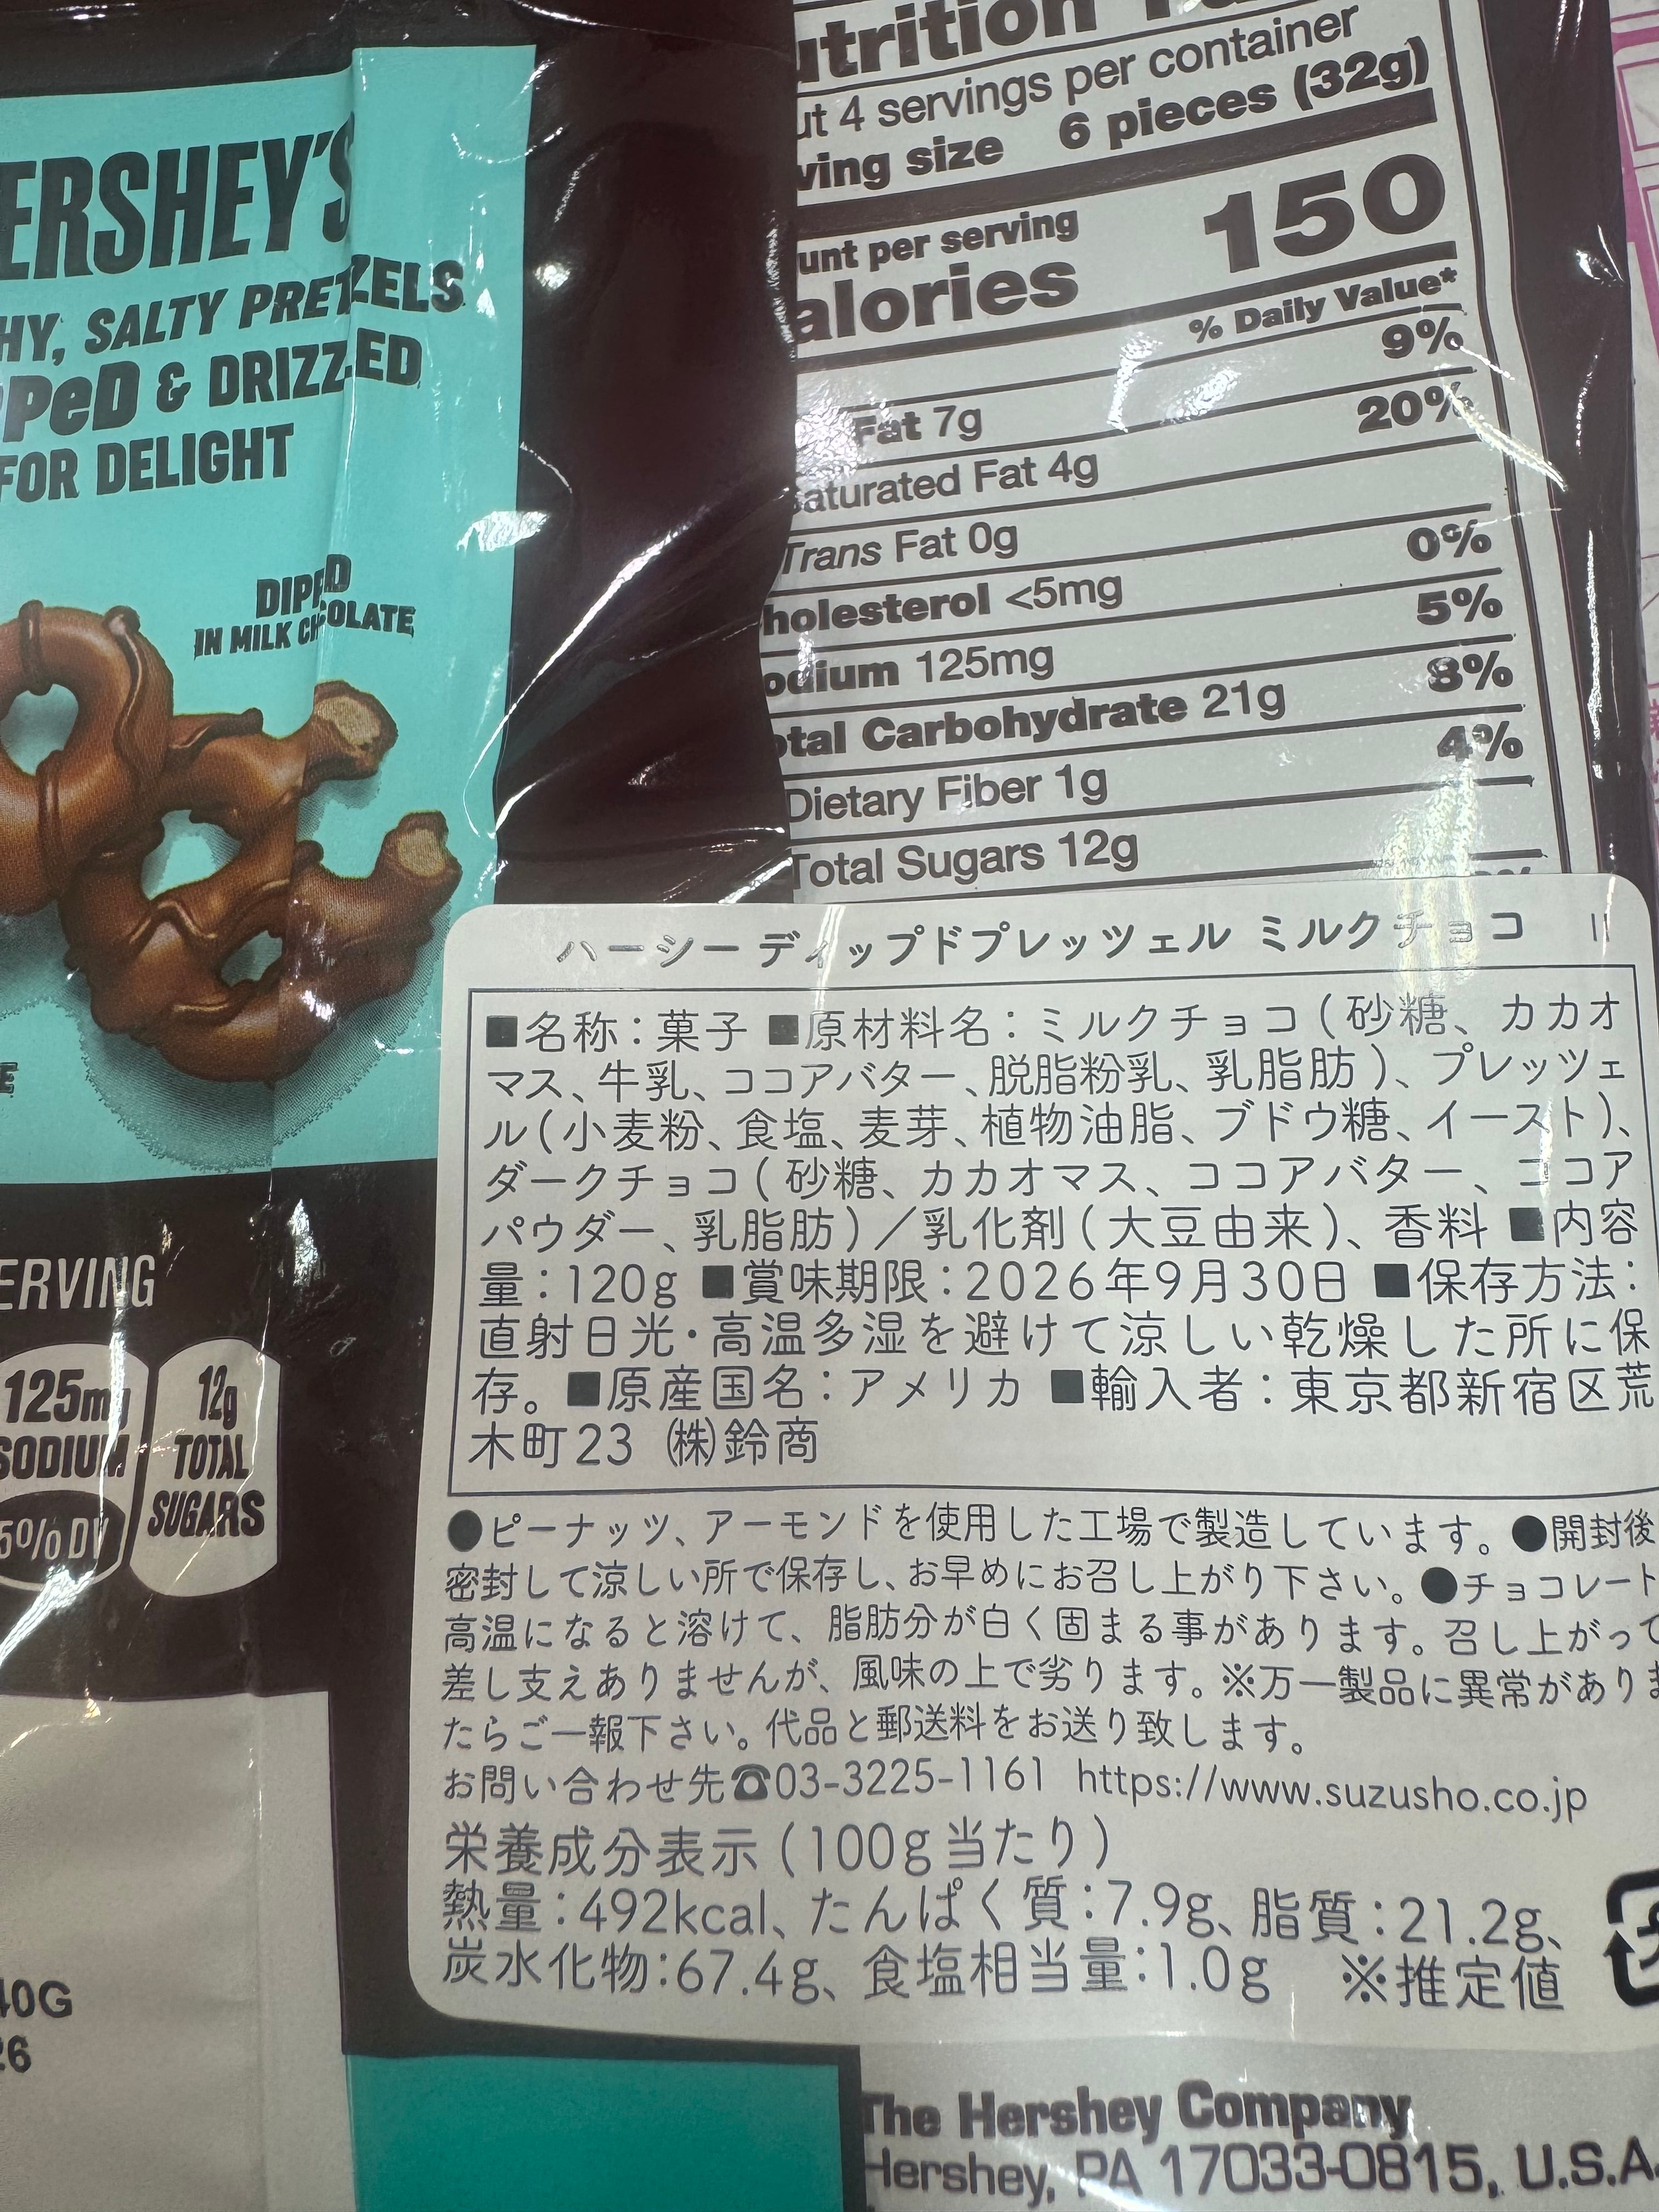 ERSHEY'S
HY, SALTY PRETZELS
PPeD & DRIZZLED
FOR DELIGHT
DIPPED
IN MILK CHOCOLATE
E
ERVING
125mg
SODIUM
5% DV
12g
TOTAL
SUGARS
40G
26
utrition
ut 4 servings per container
ving size 6 pieces (32g)
unt per serving
alories 150
% Daily Value*
Fat 7g 9%
aturated Fat 4g 20%
Trans Fat 0g
holesterol <5mg 0%
odium 125mg 5%
otal Carbohydrate 21g 8%
Dietary Fiber 1g 4%
Total Sugars 12g
ハーシー ディップドプレッツェル ミルクチョコ
■名称：菓子 ■原材料名：ミルクチョコ（砂糖、カカオ
マス、牛乳、ココアバター、脱脂粉乳、乳脂肪）、プレッツェ
ル（小麦粉、食塩、麦芽、植物油脂、ブドウ糖、イースト）、
ダークチョコ（砂糖、カカオマス、ココアバター、ココア
パウダー、乳脂肪）／乳化剤（大豆由来）、香料 ■内容
量：120g ■賞味期限：2026年9月30日 ■保存方法：
直射日光・高温多湿を避けて涼しい乾燥した所に保
存。■原産国名：アメリカ ■輸入者：東京都新宿区荒
木町23 ㈱鈴商
●ピーナッツ、アーモンドを使用した工場で製造しています。●開封後
密封して涼しい所で保存し、お早めにお召し上がり下さい。●チョコレート
高温になると溶けて、脂肪分が白く固まる事があります。召し上がって
差し支えありませんが、風味の上で劣ります。※万一製品に異常がありま
たらご一報下さい。代品と郵送料をお送り致します。
お問い合わせ先☎03-3225-1161 https://www.suzusho.co.jp
栄養成分表示（100g当たり）
熱量：492kcal、たんぱく質：7.9g、脂質：21.2g、
炭水化物：67.4g、食塩相当量：1.0g ※推定値
The Hershey Company
Hershey, PA 17033-0815, U.S.A.